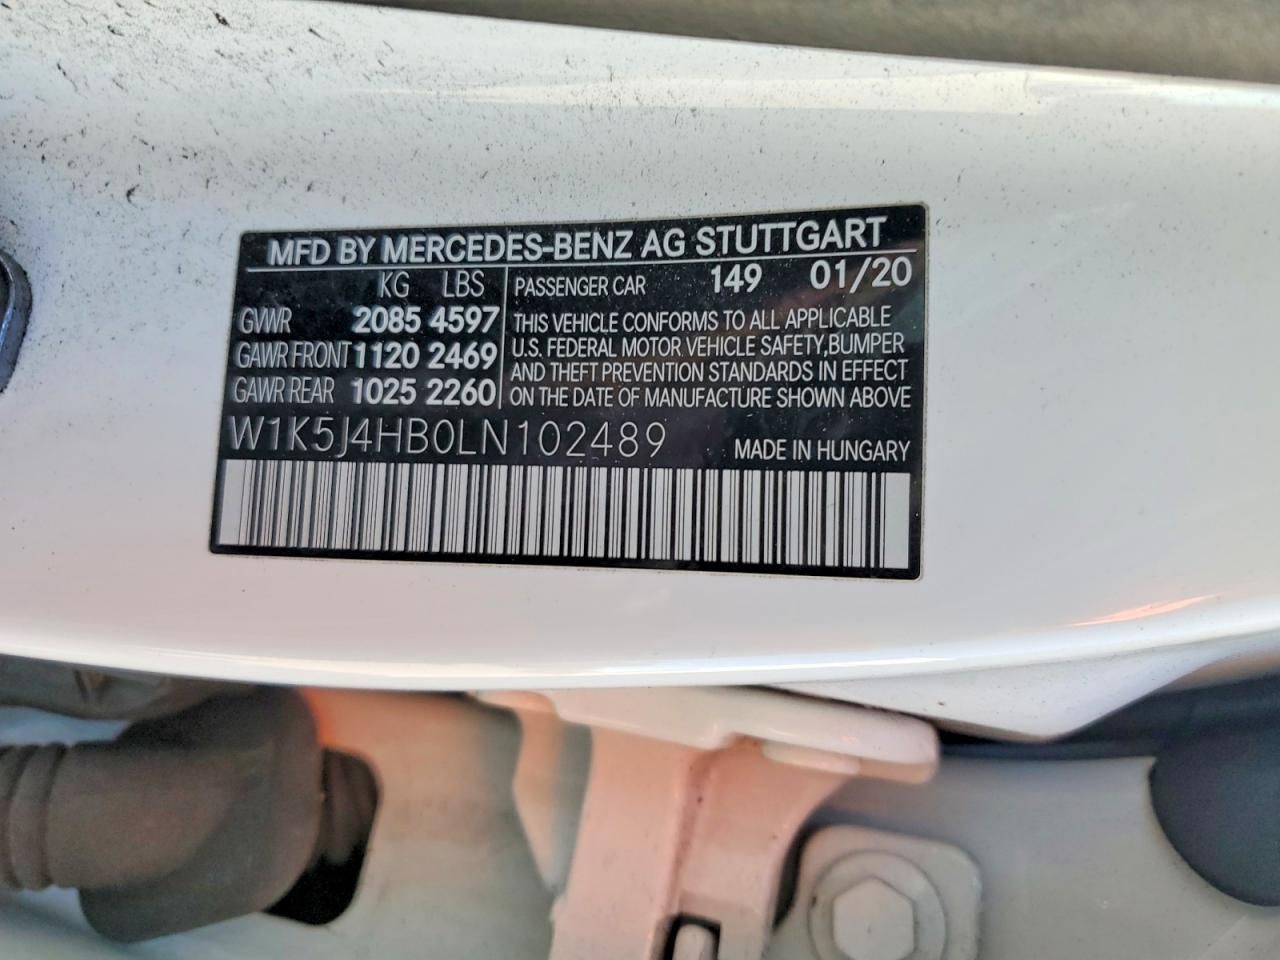 MFD BY MERCEDES-BENZ AG STUTTGART
KG LBS
PASSENGER CAR 149 01/20
GVWR 2085 4597
GAWR FRONT 1120 2469
GAWR REAR 1025 2260
THIS VEHICLE CONFORMS TO ALL APPLICABLE
U.S. FEDERAL MOTOR VEHICLE SAFETY,BUMPER
AND THEFT PREVENTION STANDARDS IN EFFECT
ON THE DATE OF MANUFACTURE SHOWN ABOVE
W1K5J4HB0LN102489
MADE IN HUNGARY